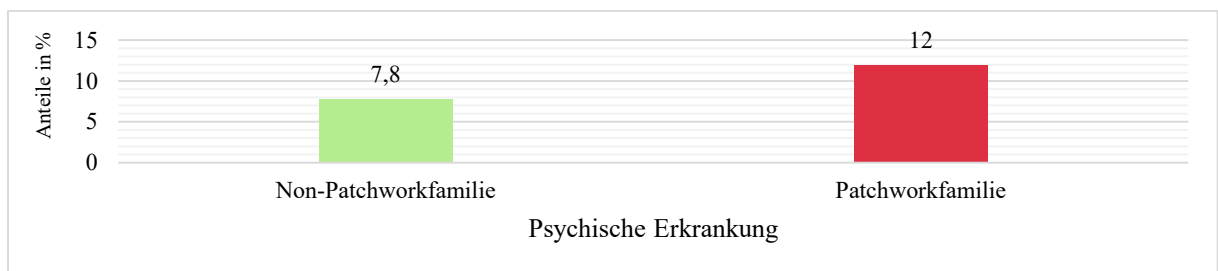 Anteile in %
15
10
5
0
7,8
12
Non-Patchworkfamilie
Patchworkfamilie
Psychische Erkrankung